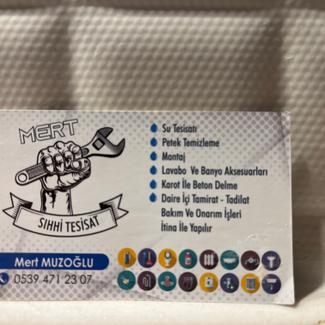 MERT
SIHHİ TESİSAT
Mert MUZOĞLU
0539 471 23 07
Su Tesisatı
Petek Temizleme
Montaj
Lavabo Ve Banyo Aksesuarları
Karot İle Beton Delme
Daire İçi Tamirat - Tadilat
Bakım Ve Onarım İşleri
İtina İle Yapılır